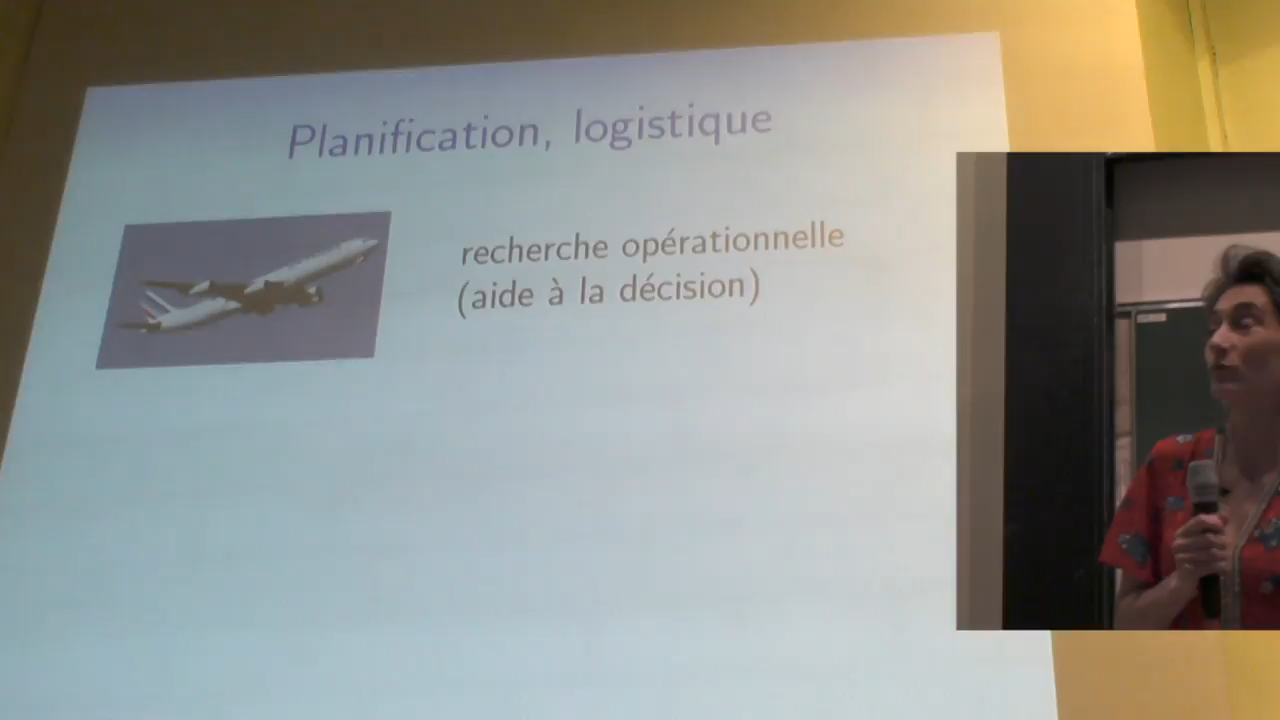 Planification, logistique
recherche opérationnelle
(aide à la décision)